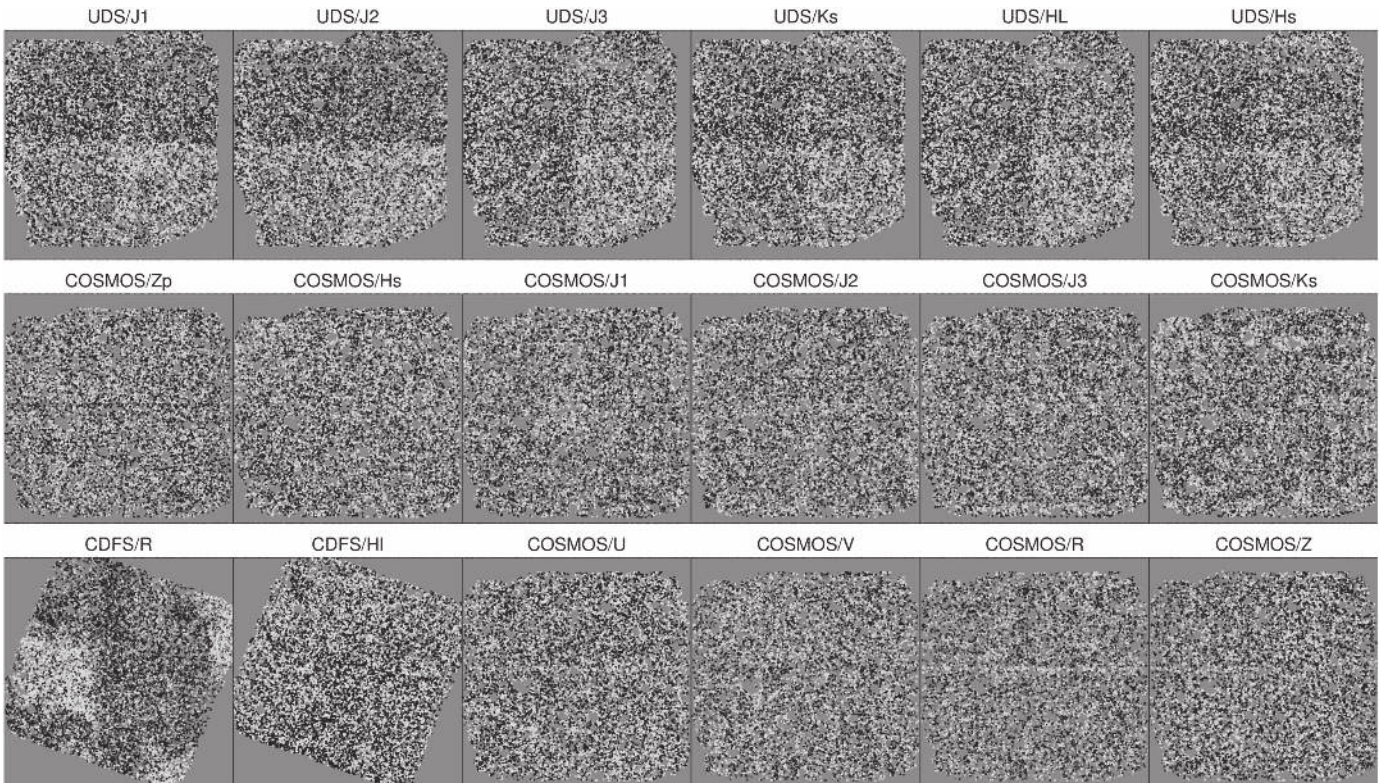 UDS/J1 UDS/J2 UDS/J3 UDS/Ks UDS/HL UDS/Hs
COSMOS/Zp COSMOS/Hs COSMOS/J1 COSMOS/J2 COSMOS/J3 COSMOS/Ks
CDFS/R CDFS/HI COSMOS/U COSMOS/V COSMOS/R COSMOS/Z